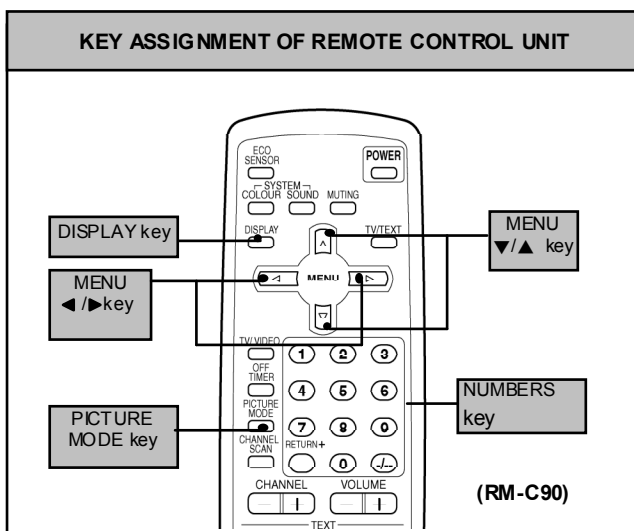 KEY ASSIGNMENT OF REMOTE CONTROL UNIT
ECO
SENSOR
POWER
SYSTEM
COLOUR SOUND MUTING
DISPLAY TV/TEXT
DISPLAY key
MENU
▼/▲ key
MENU
◀ /▶key
MENU
TV/VIDEO
1 2 3
OFF
TIMER
4 5 6
PICTURE
MODE
7 8 9
CHANNEL
SCAN
RETURN+
0 -/--
NUMBERS
key
PICTURE
MODE key
CHANNEL VOLUME
− + − +
(RM-C90)
TEXT